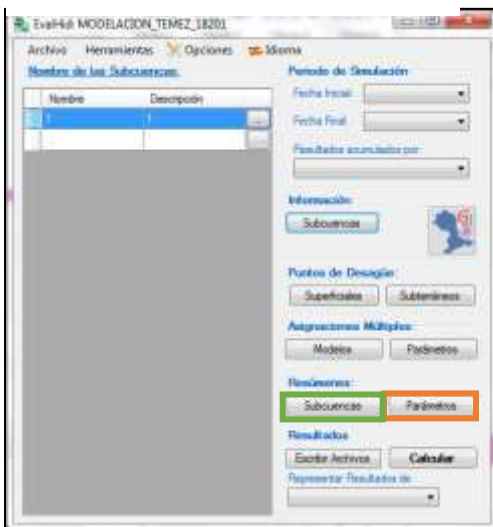 EvalHid MODELACION_TEMEZ_18201
Archivo Herramientas Opciones Idioma
Nombre de las Subcuencas:
Nombre Descripción
1 1 ...
Periodo de Simulación
Fecha Inicial
Fecha Final
Resultados acumulados por:
Información
Subcuencas
Puntos de Desagüe
Superficiales Subterráneos
Asignaciones Múltiples
Modelos Parámetros
Resúmenes:
Subcuencas Parámetros
Resultados
Escribir Archivos Calcular
Representar Resultados de